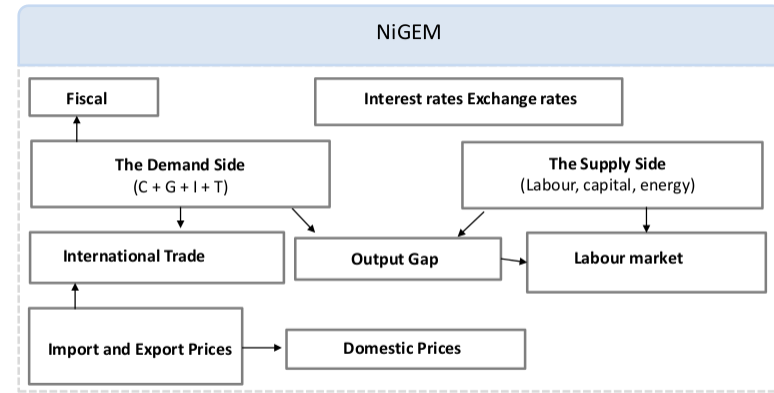 NiGEM
Fiscal
Interest rates Exchange rates
The Demand Side
(C + G + I + T)
The Supply Side
(Labour, capital, energy)
International Trade
Output Gap
Labour market
Import and Export Prices
Domestic Prices